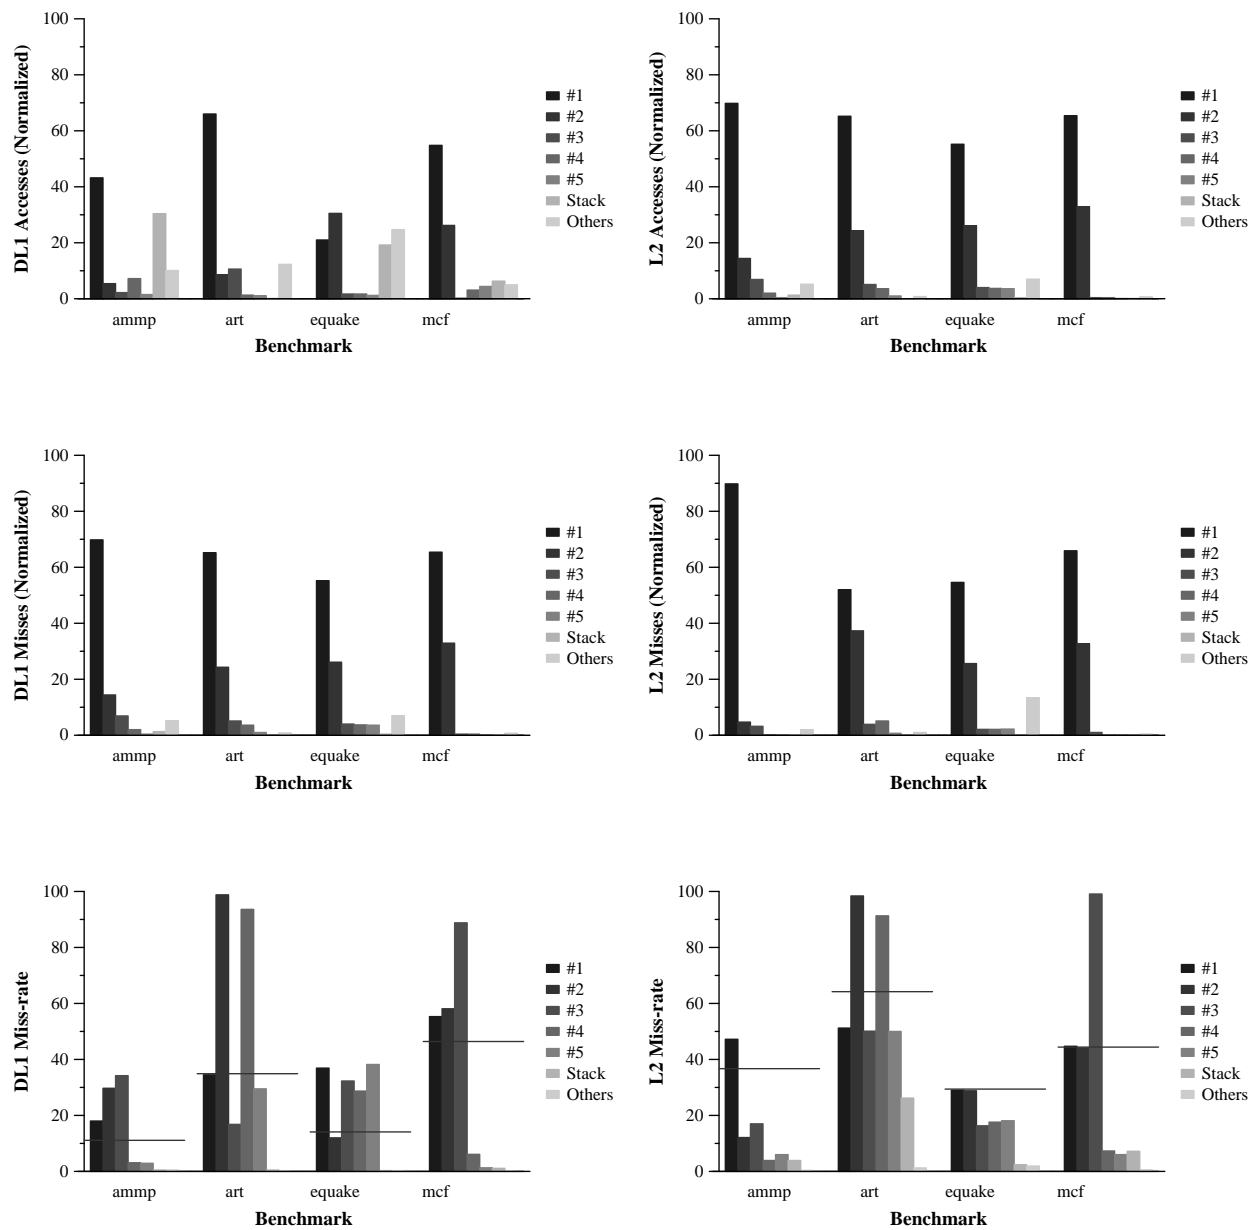 DL1 Accesses (Normalized)
100
80
60
40
20
0
ammp art equake mcf
Benchmark
#1
#2
#3
#4
#5
Stack
Others
L2 Accesses (Normalized)
100
80
60
40
20
0
ammp art equake mcf
Benchmark
#1
#2
#3
#4
#5
Stack
Others
DL1 Misses (Normalized)
100
80
60
40
20
0
ammp art equake mcf
Benchmark
#1
#2
#3
#4
#5
Stack
Others
L2 Misses (Normalized)
100
80
60
40
20
0
ammp art equake mcf
Benchmark
#1
#2
#3
#4
#5
Stack
Others
DL1 Miss-rate
100
80
60
40
20
0
ammp art equake mcf
Benchmark
#1
#2
#3
#4
#5
Stack
Others
L2 Miss-rate
100
80
60
40
20
0
ammp art equake mcf
Benchmark
#1
#2
#3
#4
#5
Stack
Others